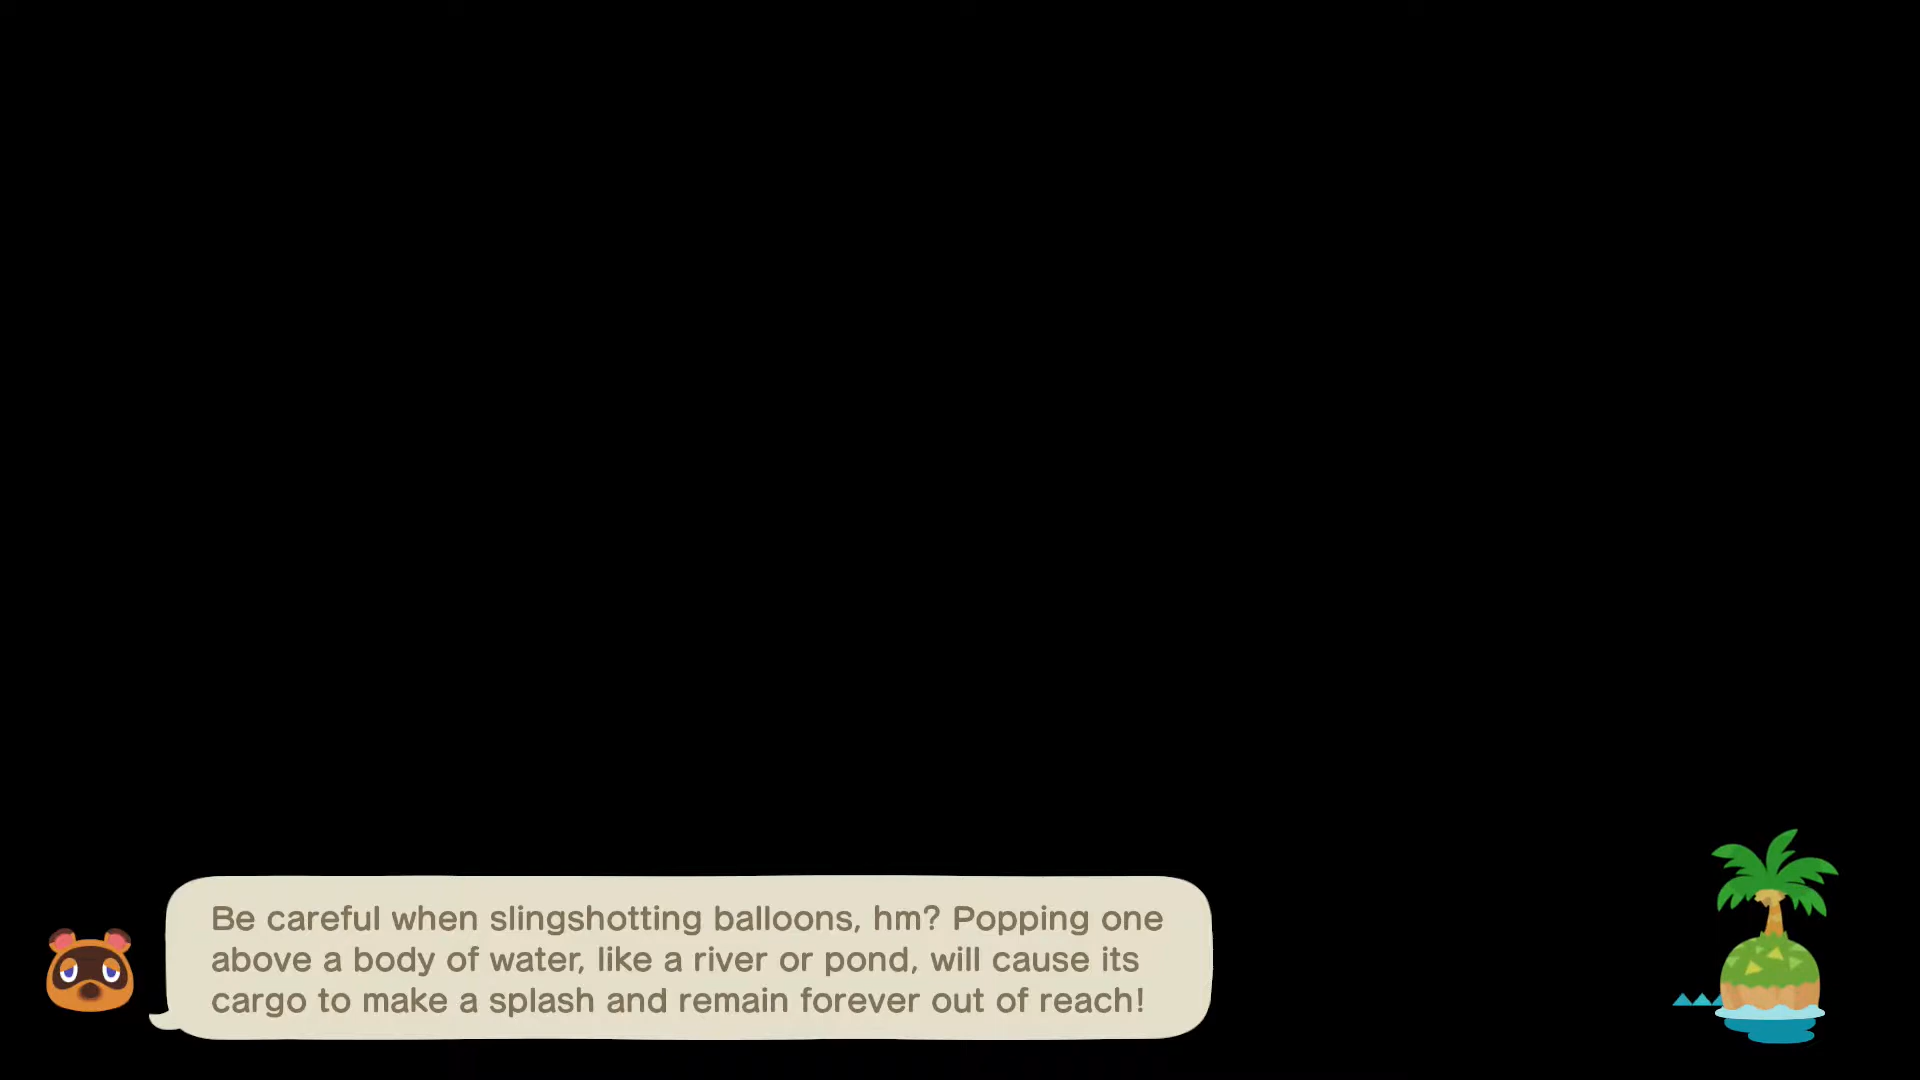 Be careful when slingshotting balloons, hm? Popping one
above a body of water, like a river or pond, will cause its
cargo to make a splash and remain forever out of reach!